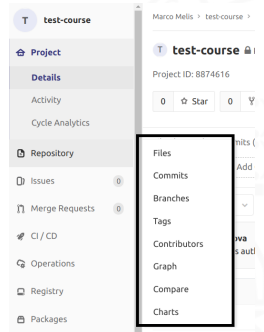 T test-course
Project
Details
Activity
Cycle Analytics
Repository
Issues 0
Merge Requests 0
CI / CD
Operations
Registry
Packages
Marco Melis > test-course >
T test-course
Project ID: 8874616
0 Star 0
Files
Commits
Branches
Tags
Contributors
Graph
Compare
Charts
Add